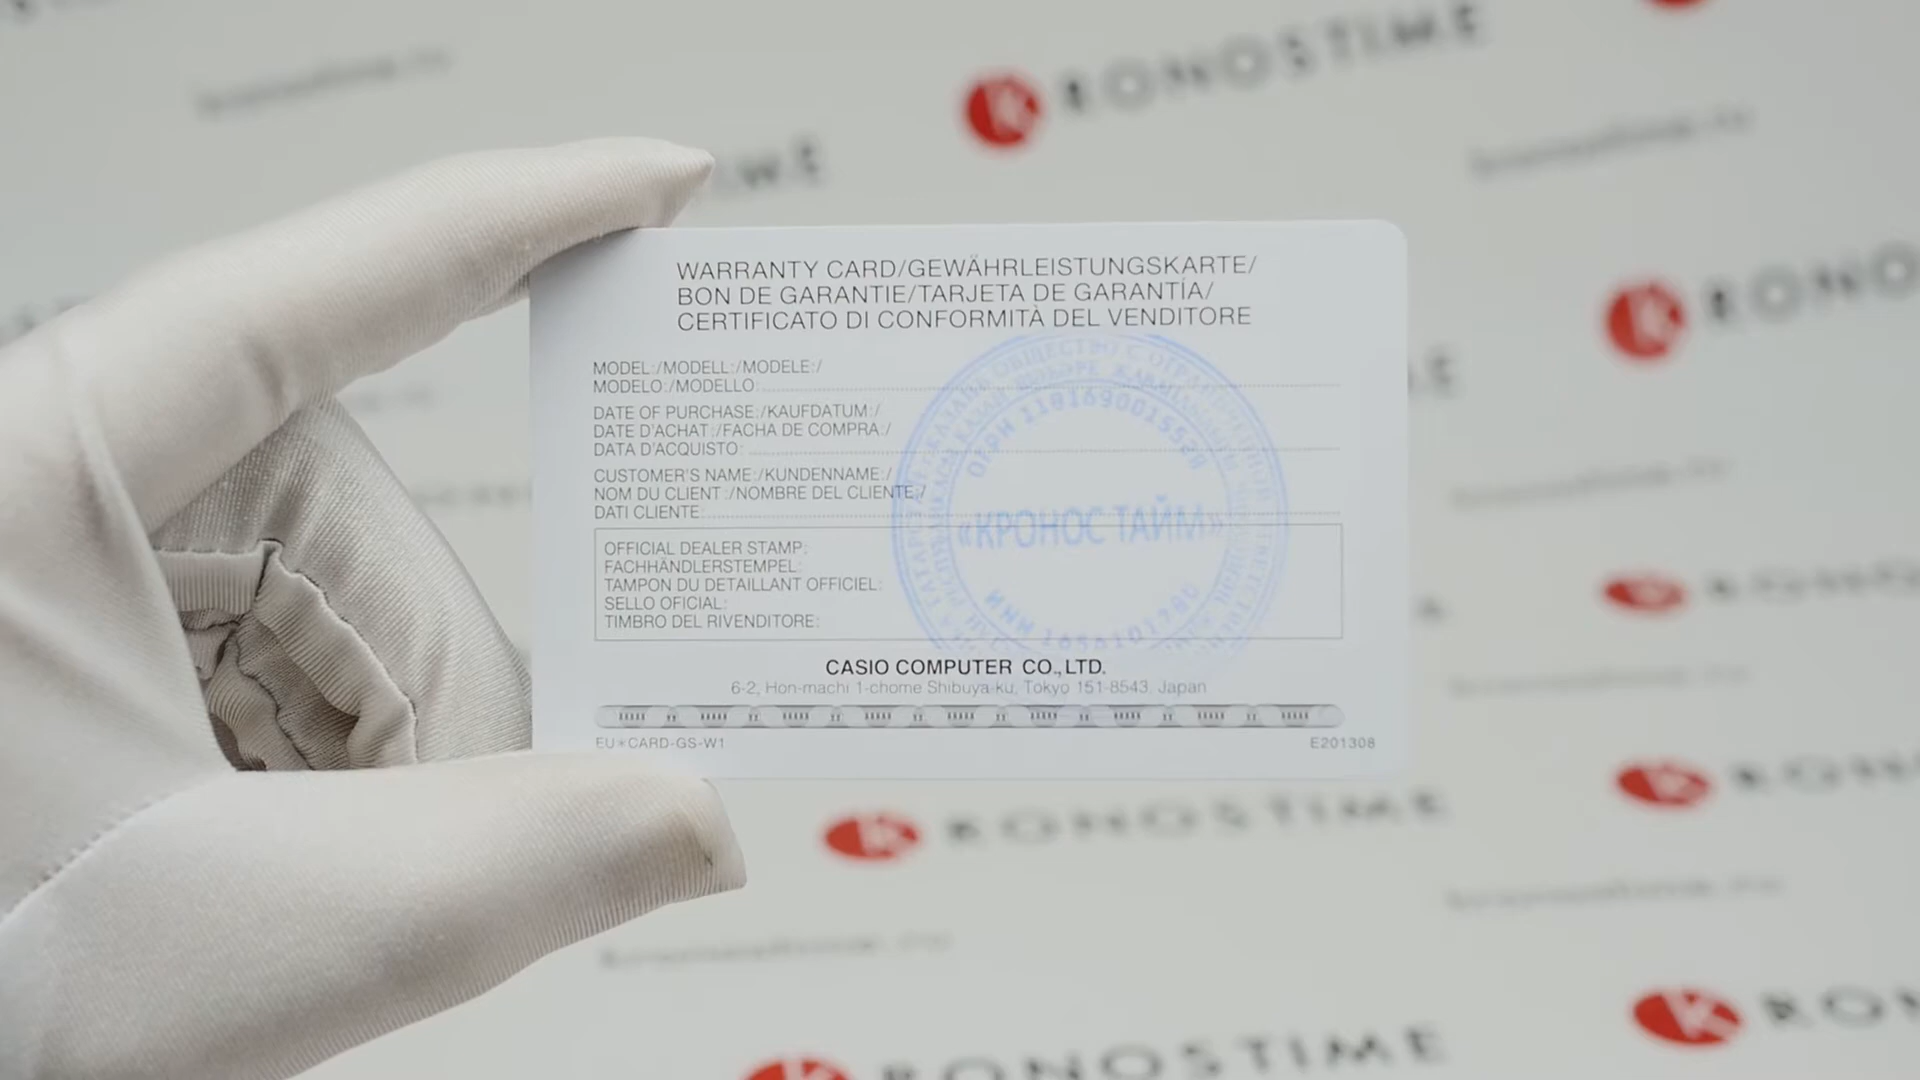 KRONOSTIME
WARRANTY CARD/GEWÄHRLEISTUNGSKARTE/
BON DE GARANTIE/TARJETA DE GARANTÍA/
CERTIFICATO DI CONFORMITÀ DEL VENDITORE
MODEL:/MODELL:/MODELE:/
MODELO:/MODELLO:
DATE OF PURCHASE:/KAUFDATUM:/
DATE D'ACHAT:/FACHA DE COMPRA:/
DATA D'ACQUISTO:
CUSTOMER'S NAME:/KUNDENNAME:/
NOM DU CLIENT:/NOMBRE DEL CLIENTE:/
DATI CLIENTE:
OFFICIAL DEALER STAMP:
FACHHÄNDLERSTEMPEL:
TAMPON DU DETAILLANT OFFICIEL:
SELLO OFICIAL:
TIMBRO DEL RIVENDITORE:
ОГРН
«КРОНОС ТАЙМ»
ИНН
CASIO COMPUTER CO.,LTD.
6-2, Hon-machi 1-chome Shibuya-ku, Tokyo 151-8543, Japan
EU*CARD-GS-W1
E201308
KRONOSTIME
KRONOSTIME